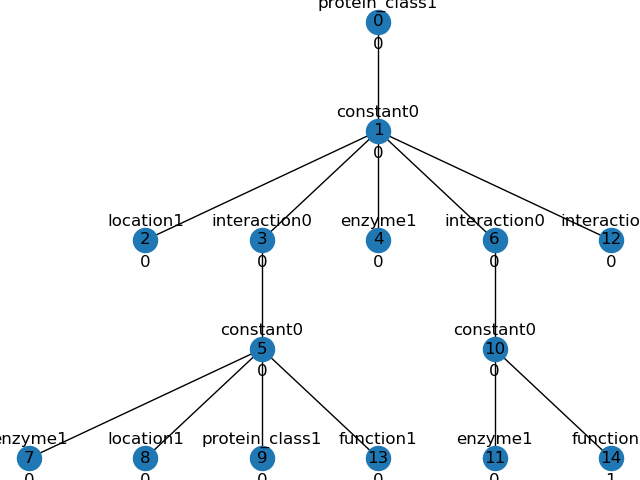 protein_class1
0
0
constant0
1
0
location1 interaction0 enzyme1 interaction0 interactio
2 3 4 6 12
0 0 0 0 0
constant0 constant0
5 10
0 0
enzyme1 location1 protein_class1 function1 enzyme1 function
7 8 9 13 11 14
0 0 0 0 0 1